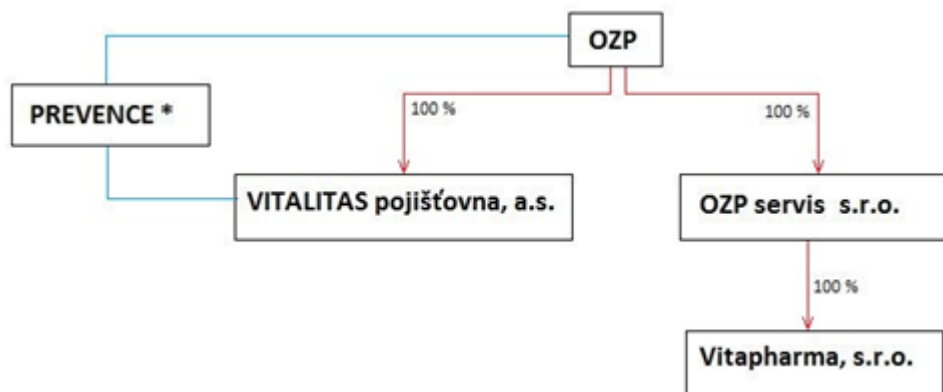 OZP
PREVENCE *
100 %
100 %
VITALITAS pojišťovna, a.s.
OZP servis s.r.o.
100 %
Vitapharma, s.r.o.